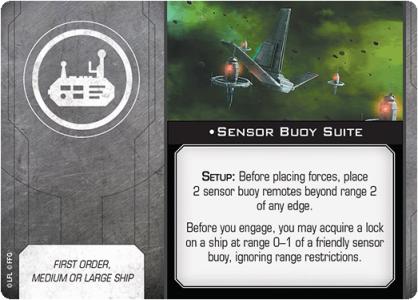 •Sensor Buoy Suite
Setup: Before placing forces, place
2 sensor buoy remotes beyond range 2
of any edge.
Before you engage, you may acquire a lock
on a ship at range 0–1 of a friendly sensor
buoy, ignoring range restrictions.
FIRST ORDER,
MEDIUM OR LARGE SHIP
© LFL © FFG